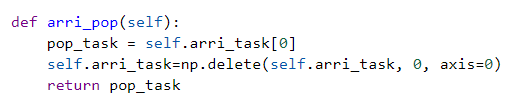 def arri_pop(self):
    pop_task = self.arri_task[0]
    self.arri_task=np.delete(self.arri_task, 0, axis=0)
    return pop_task